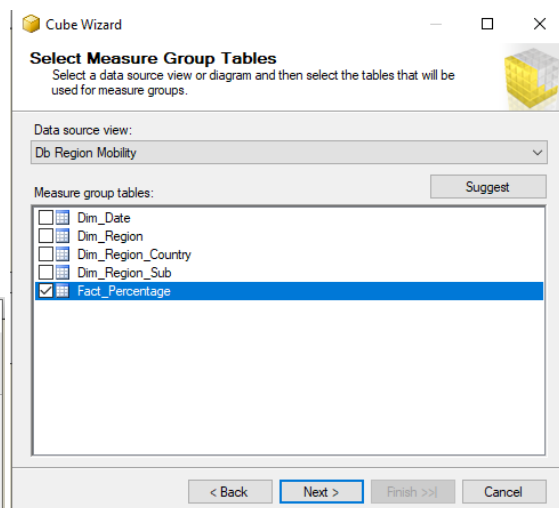 Cube Wizard
Select Measure Group Tables
Select a data source view or diagram and then select the tables that will be
used for measure groups.
Data source view:
Db Region Mobility
Measure group tables:
Suggest
Dim_Date
Dim_Region
Dim_Region_Country
Dim_Region_Sub
Fact_Percentage
< Back
Next >
Finish >>|
Cancel